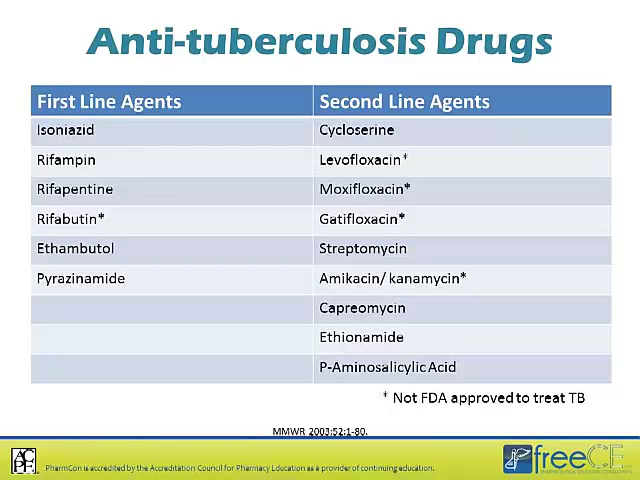 Anti-tuberculosis Drugs
First Line Agents Second Line Agents
Isoniazid Cycloserine
Rifampin Levofloxacin*
Rifapentine Moxifloxacin*
Rifabutin* Gatifloxacin*
Ethambutol Streptomycin
Pyrazinamide Amikacin/ kanamycin*
Capreomycin
Ethionamide
P-Aminosalicylic Acid
* Not FDA approved to treat TB
MMWR 2003:52:1-80.
ACPE
PharmCon is accredited by the Accreditation Council for Pharmacy Education as a provider of continuing education.
freeCE